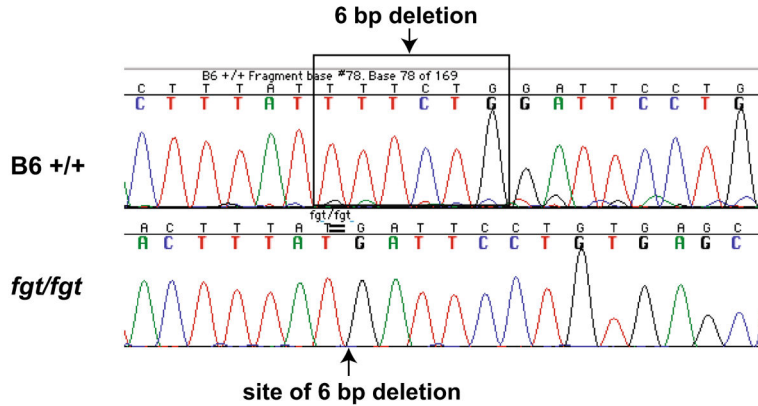 6 bp deletion
B6 +/+ Fragment base #78. Base 78 of 169
C T T T A T T T T C T G G A T T C C T G
C T T T A T T T T C T G G A T T C C T G
B6 +/+
fgt/fgt
A C T T T A T G A T T C C T G T G A G C
A C T T T A T G A T T C C T G T G A G C
fgt/fgt
site of 6 bp deletion